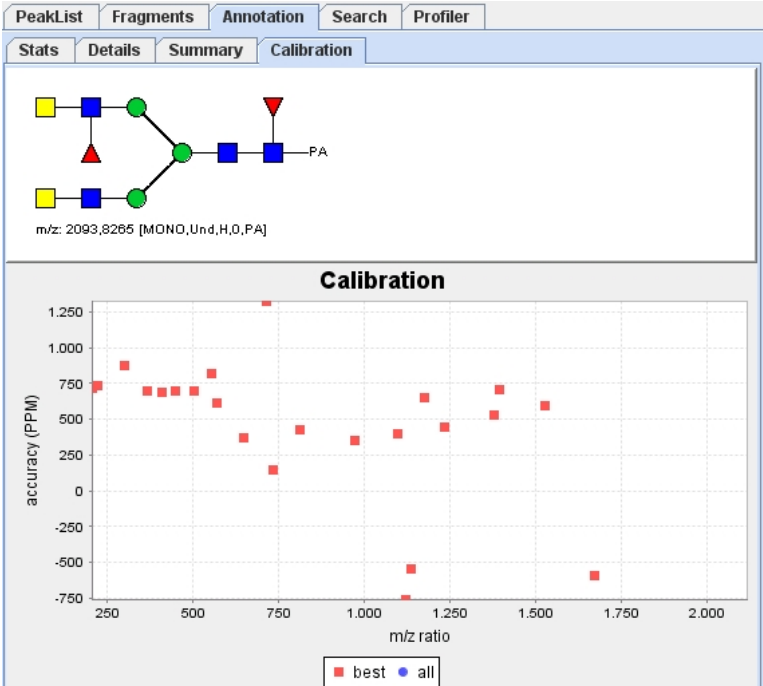 PeakList Fragments Annotation Search Profiler
Stats Details Summary Calibration
PA
m/z: 2093,8265 [MONO,Und,H,0,PA]
Calibration
1.250
1.000
750
500
250
0
-250
-500
-750
accuracy (PPM)
250 500 750 1.000 1.250 1.500 1.750 2.000
m/z ratio
best all